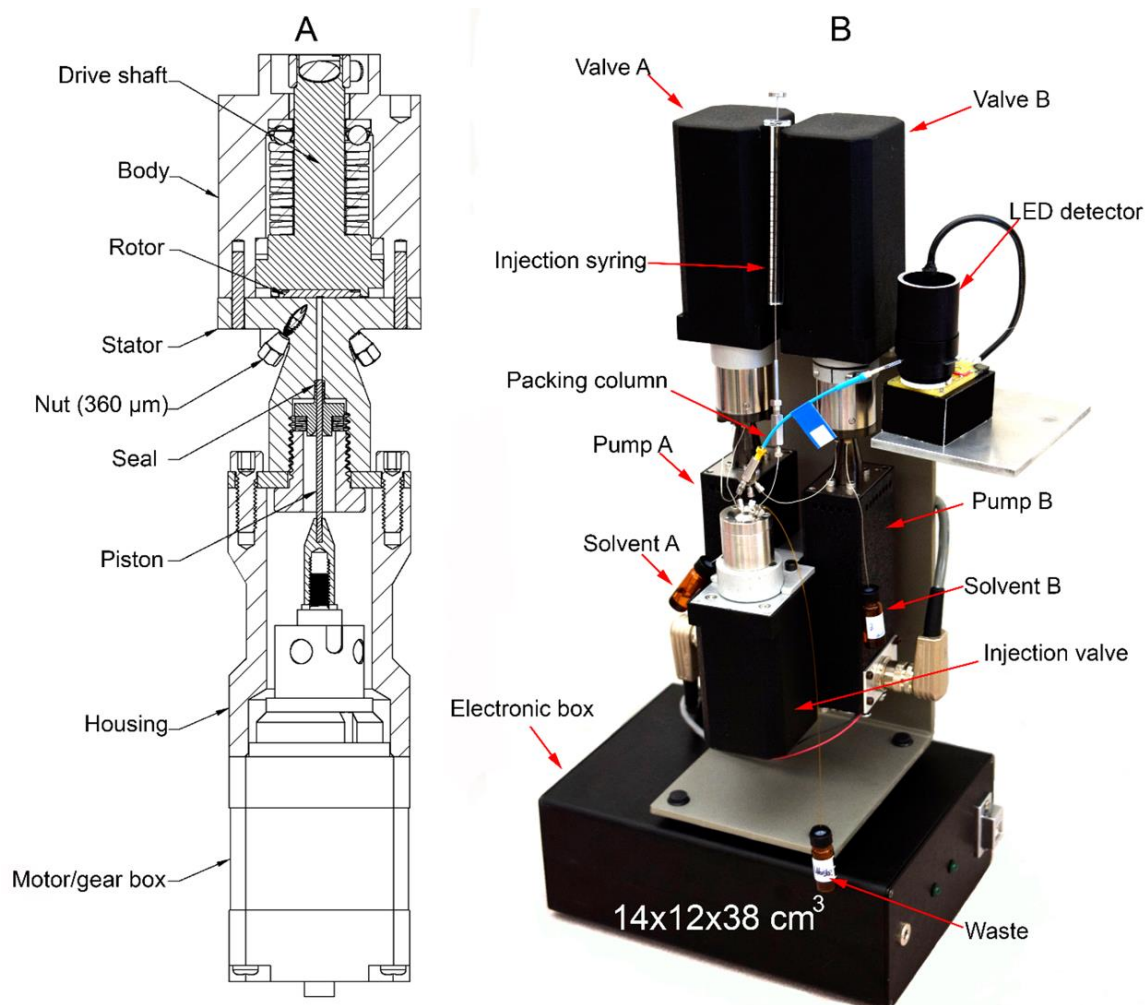 A
Drive shaft
Body
Rotor
Stator
Nut (360 µm)
Seal
Piston
Housing
Motor/gear box
B
Valve A
Valve B
LED detector
Injection syring
Packing column
Pump A
Pump B
Solvent A
Solvent B
Injection valve
Electronic box
14x12x38 cm³
Waste